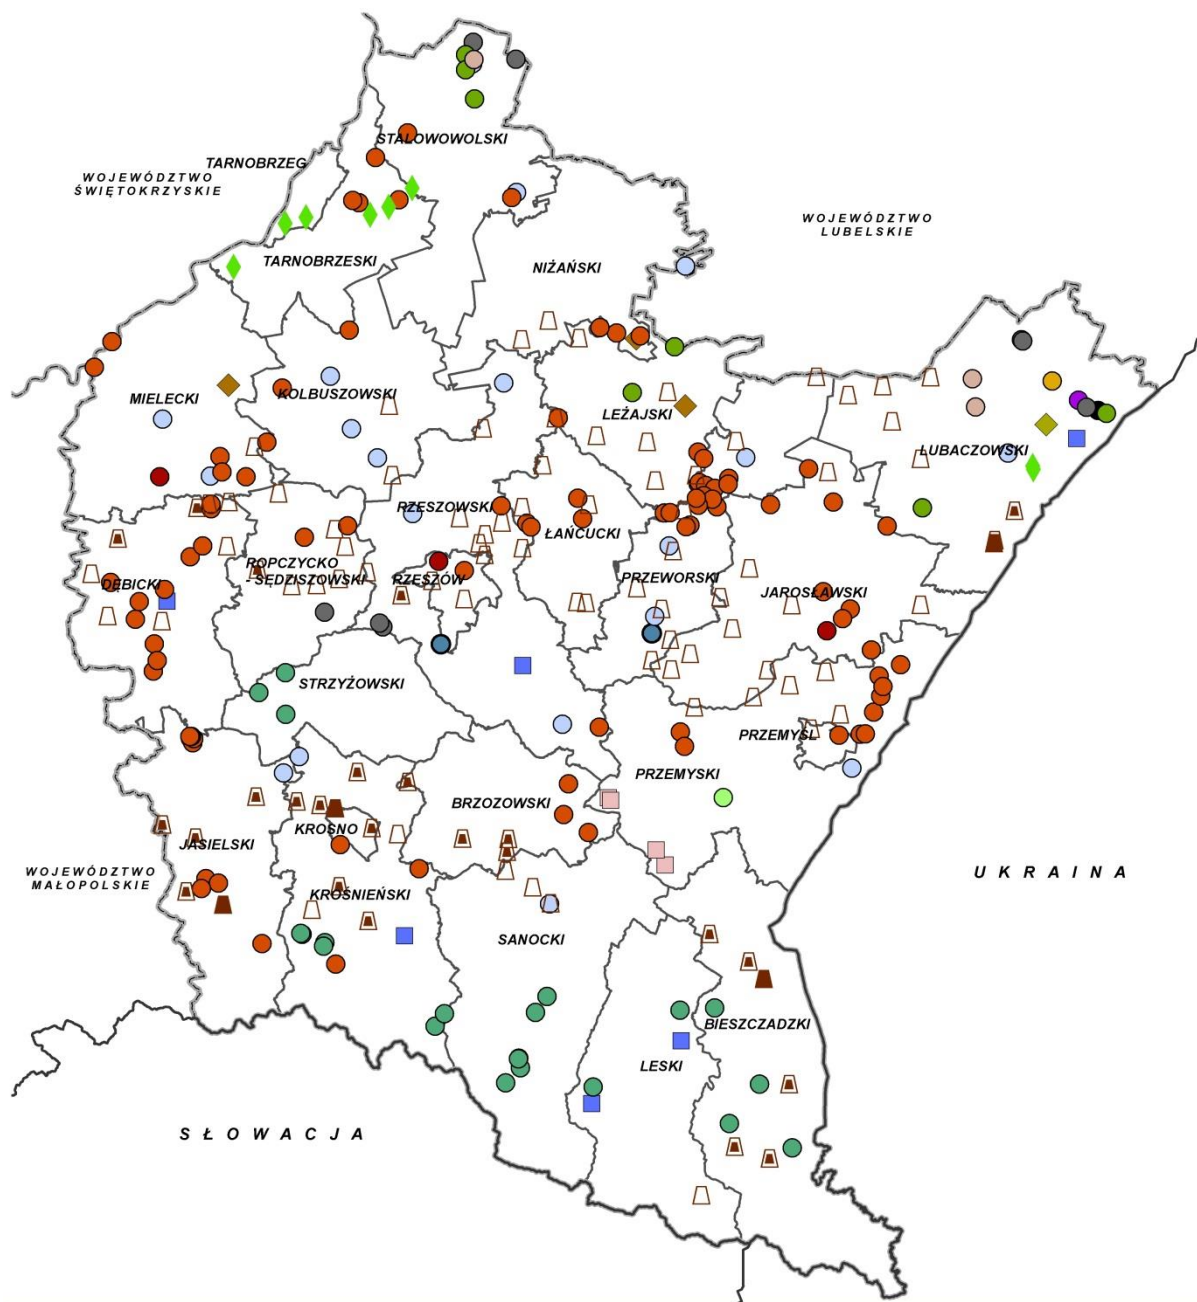 STALOWOWOLSKI
TARNOBRZEG
WOJEWÓDZTWO
ŚWIĘTOKRZYSKIE
WOJEWÓDZTWO
LUBELSKIE
TARNOBRZESKI
NIŻAŃSKI
MIELECKI
KOLBUSZOWSKI
LEŻAJSKI
LUBACZOWSKI
RZESZOWSKI
ŁAŃCUCKI
ROPCZYCKO
- SĘDZISZOWSKI
DĘBICKI
RZESZÓW
PRZEWORSKI
JAROSŁAWSKI
STRZYŻOWSKI
PRZEMYŚL
PRZEMYSKI
BRZOZOWSKI
KROSNO
JASIELSKI
WOJEWÓDZTWO
MAŁOPOLSKIE
UKRAINA
KROŚNIEŃSKI
SANOCKI
BIESZCZADZKI
LESKI
SŁOWACJA